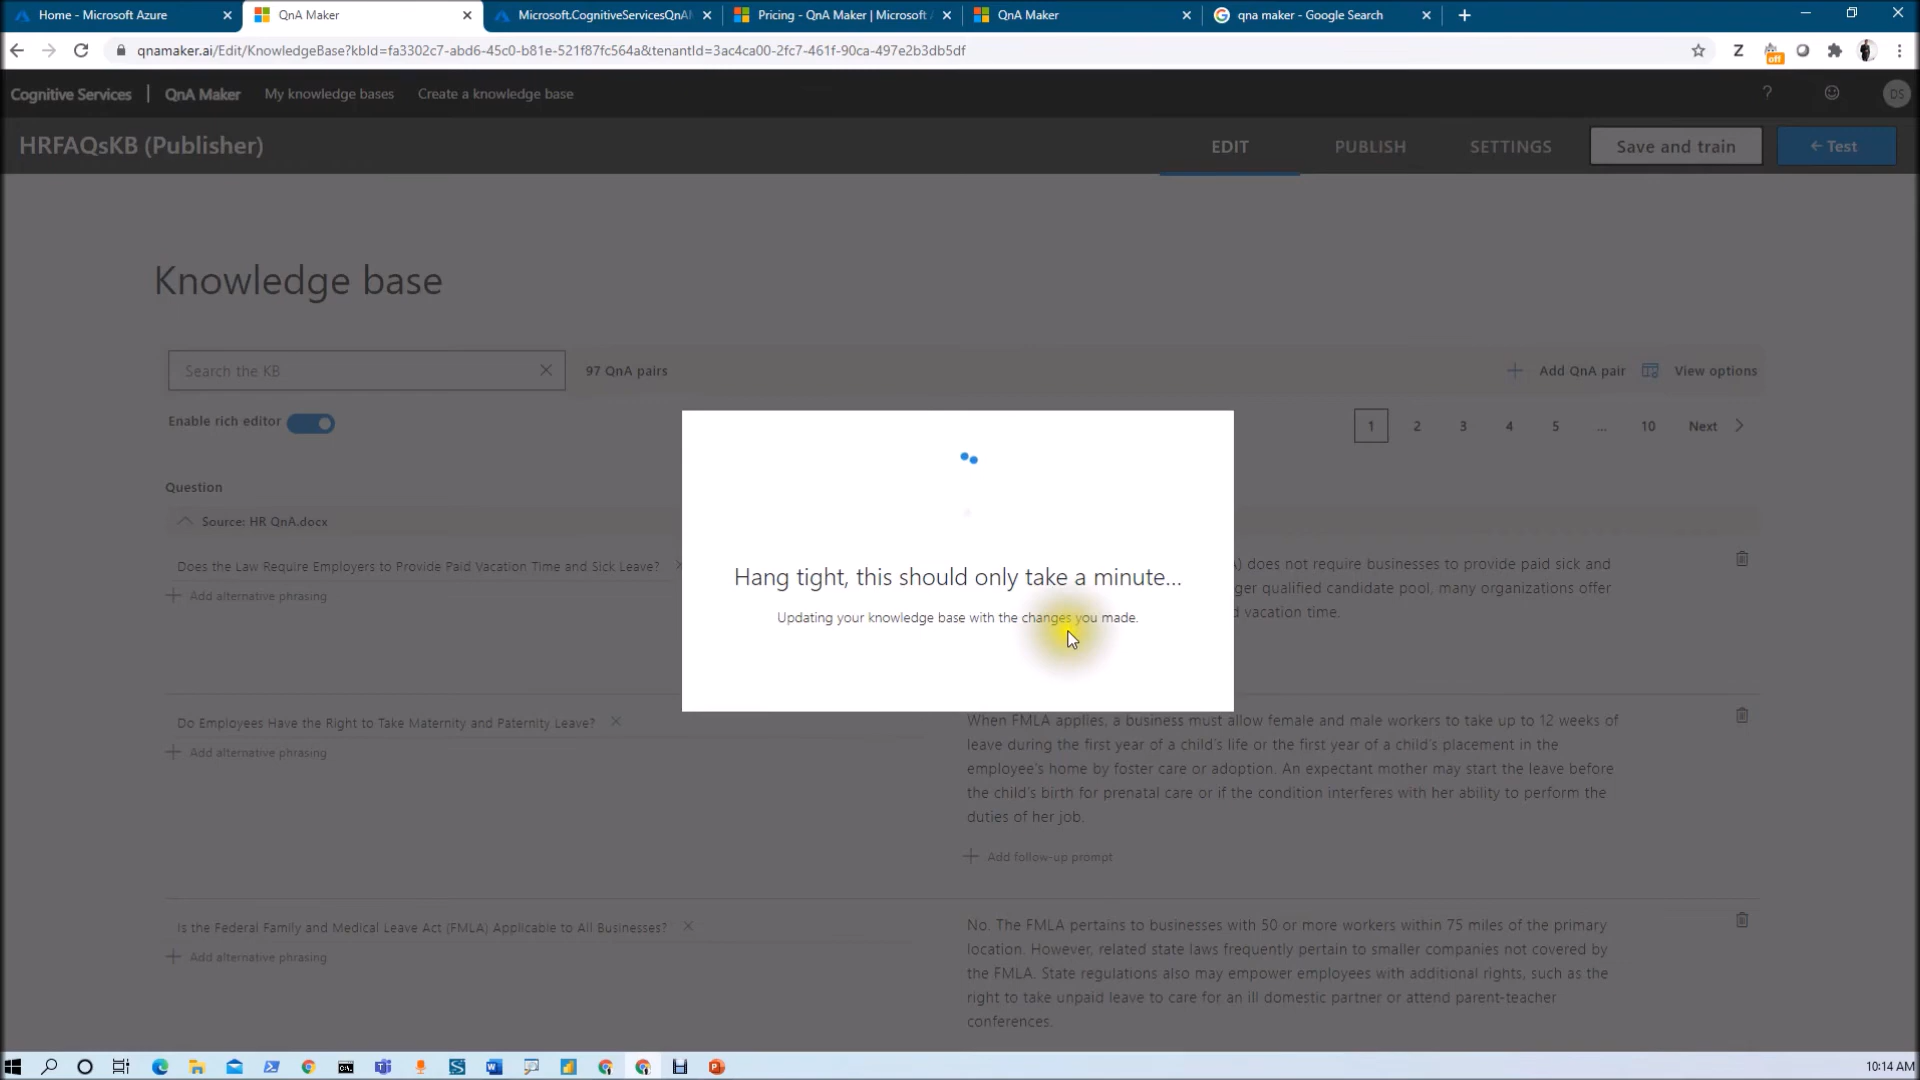 Home - Microsoft Azure
QnA Maker
Microsoft.CognitiveServicesQnAM
Pricing - QnA Maker | Microsoft
QnA Maker
qna maker - Google Search
qnamaker.ai/Edit/KnowledgeBase?kbId=fa3302c7-abd6-45c0-b81e-521f87fc564a&tenantId=3ac4ca00-2fc7-461f-90ca-497e2b3db5df
Z
off
Cognitive Services | QnA Maker My knowledge bases Create a knowledge base
?
DS
HRFAQsKB (Publisher)
EDIT
PUBLISH
SETTINGS
Save and train
Test
Knowledge base
Search the KB
97 QnA pairs
Add QnA pair
View options
Enable rich editor
1 2 3 4 5 ... 10 Next
Question
Source: HR QnA.docx
Does the Law Require Employers to Provide Paid Vacation Time and Sick Leave?
Add alternative phrasing
) does not require businesses to provide paid sick and
ger qualified candidate pool, many organizations offer
d vacation time.
Hang tight, this should only take a minute...
Updating your knowledge base with the changes you made.
Do Employees Have the Right to Take Maternity and Paternity Leave?
Add alternative phrasing
When FMLA applies, a business must allow female and male workers to take up to 12 weeks of
leave during the first year of a child's life or the first year of a child's placement in the
employee's home by foster care or adoption. An expectant mother may start the leave before
the child's birth for prenatal care or if the condition interferes with her ability to perform the
duties of her job.
Add follow-up prompt
Is the Federal Family and Medical Leave Act (FMLA) Applicable to All Businesses?
Add alternative phrasing
No. The FMLA pertains to businesses with 50 or more workers within 75 miles of the primary
location. However, related state laws frequently pertain to smaller companies not covered by
the FMLA. State regulations also may empower employees with additional rights, such as the
right to take unpaid leave to care for an ill domestic partner or attend parent-teacher
conferences.
10:14 AM